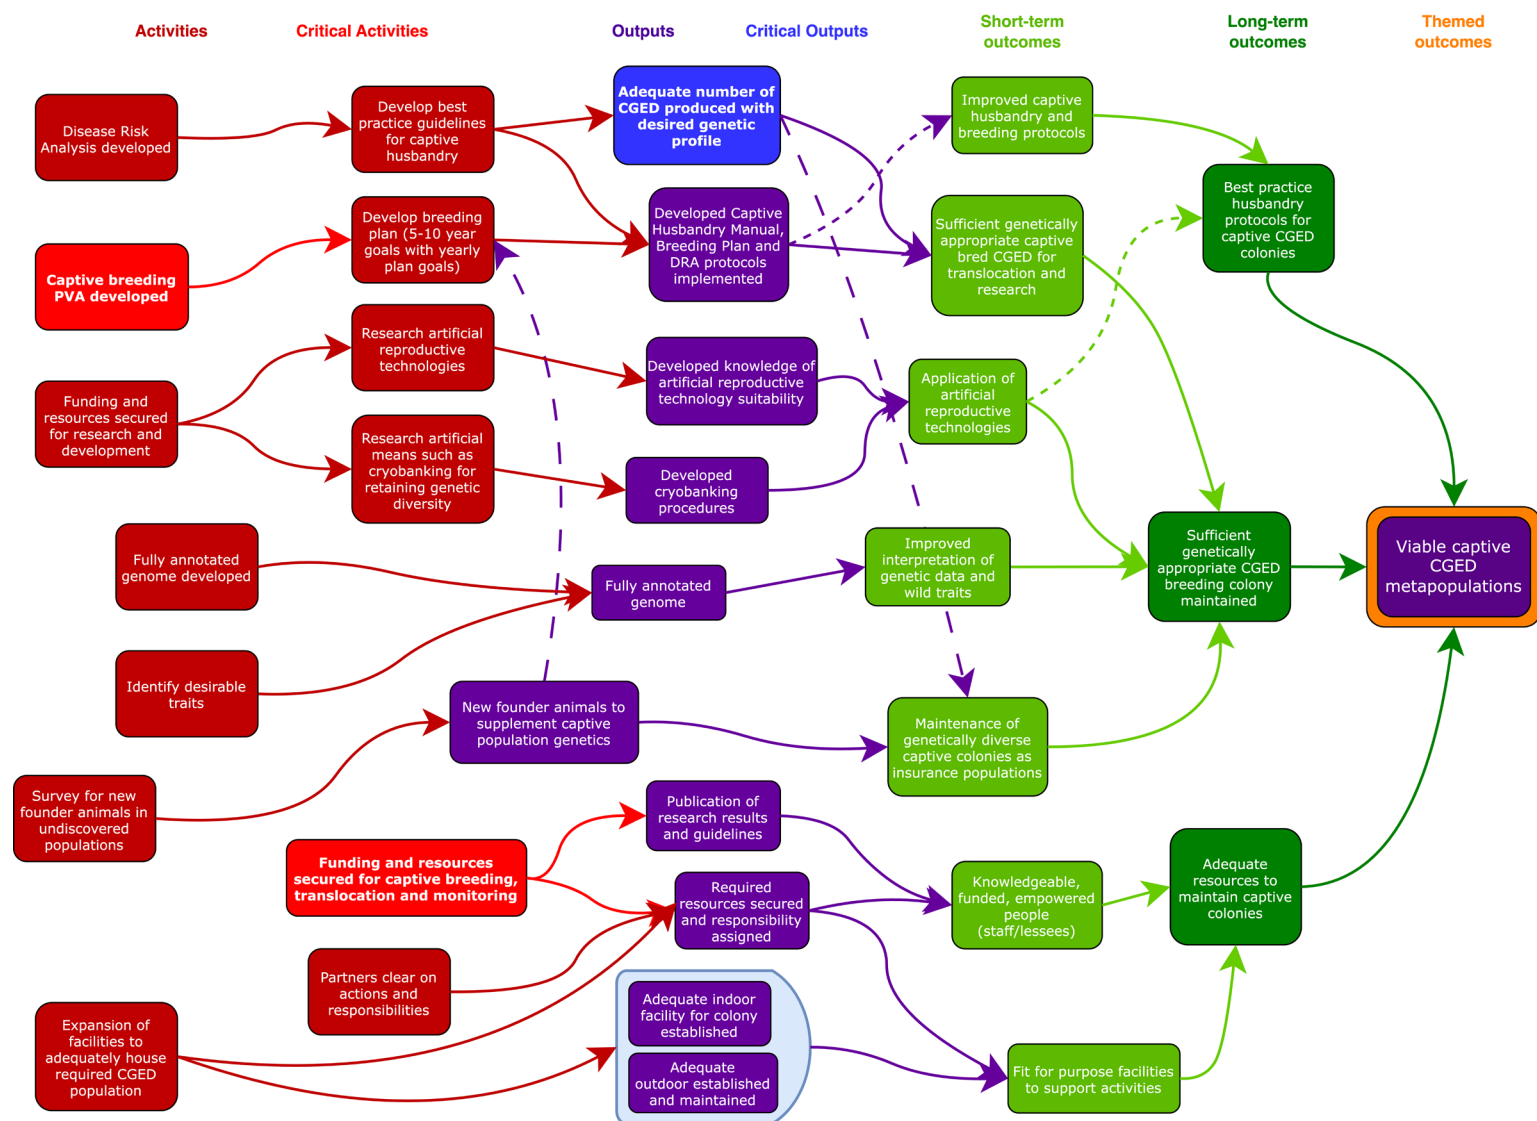 Activities
Critical Activities
Outputs
Critical Outputs
Short-term
outcomes
Long-term
outcomes
Themed
outcomes
Disease Risk
Analysis developed
Captive breeding
PVA developed
Funding and
resources secured
for research and
development
Fully annotated
genome developed
Identify desirable
traits
Survey for new
founder animals in
undiscovered
populations
Expansion of
facilities to
adequately house
required CGED
population
Develop best
practice guidelines
for captive
husbandry
Develop breeding
plan (5-10 year
goals with yearly
plan goals)
Research artificial
reproductive
technologies
Research artificial
means such as
cryobanking for
retaining genetic
diversity
Funding and resources
secured for captive breeding,
translocation and monitoring
Partners clear on
actions and
responsibilities
Adequate number of
CGED produced with
desired genetic
profile
Developed Captive
Husbandry Manual,
Breeding Plan and
DRA protocols
implemented
Developed knowledge of
artificial reproductive
technology suitability
Developed
cryobanking
procedures
Fully annotated
genome
New founder animals to
supplement captive
population genetics
Publication of
research results
and guidelines
Required
resources secured
and responsibility
assigned
Adequate indoor
facility for colony
established
Adequate
outdoor established
and maintained
Improved captive
husbandry and
breeding protocols
Sufficient genetically
appropriate captive
bred CGED for
translocation and
research
Application of
artificial
reproductive
technologies
Improved
interpretation of
genetic data and
wild traits
Maintenance of
genetically diverse
captive colonies as
insurance populations
Knowledgeable,
funded, empowered
people
(staff/lessees)
Fit for purpose facilities
to support activities
Best practice
husbandry
protocols for
captive CGED
colonies
Sufficient
genetically
appropriate CGED
breeding colony
maintained
Adequate
resources to
maintain captive
colonies
Viable captive
CGED
metapopulations